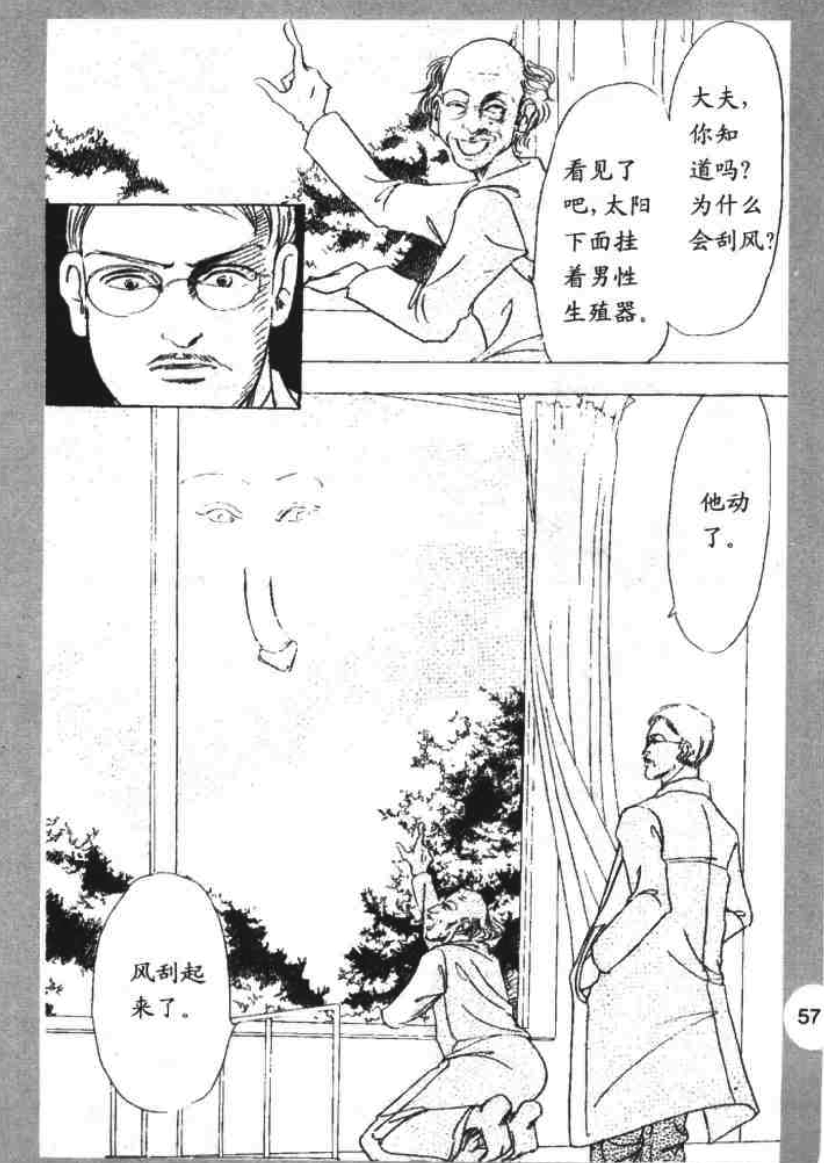 大夫，
你知
道吗？
为什么
会刮风？
看见了
吧，太阳
下面挂
着男性
生殖器。
他动
了。
风刮起
来了。
57